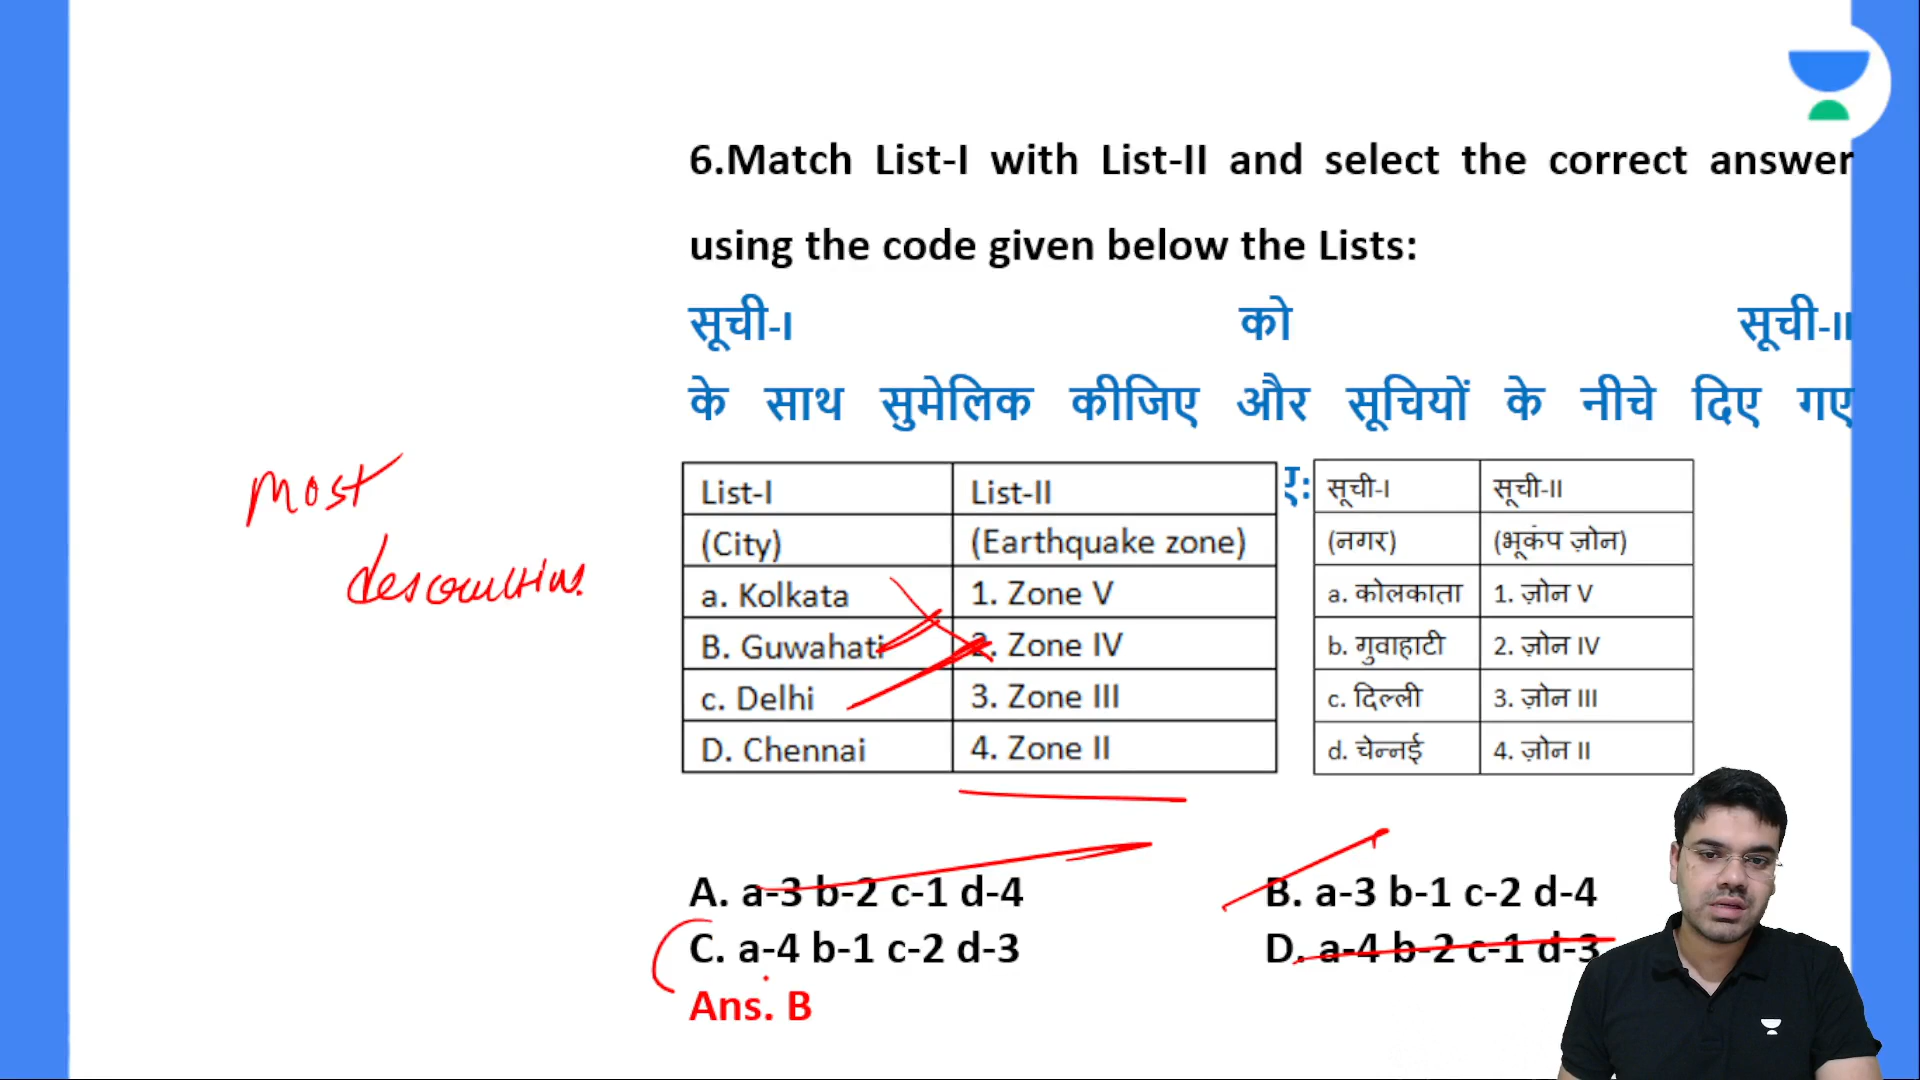 6.Match List-I with List-II and select the correct answer
using the code given below the Lists:
सूची-I को सूची-II
के साथ सुमेलिक कीजिए और सूचियों के नीचे दिए गए
ए:
List-I List-II
(City) (Earthquake zone)
a. Kolkata 1. Zone V
B. Guwahati 2. Zone IV
c. Delhi 3. Zone III
D. Chennai 4. Zone II
सूची-I सूची-II
(नगर) (भूकंप ज़ोन)
a. कोलकाता 1. ज़ोन V
b. गुवाहाटी 2. ज़ोन IV
c. दिल्ली 3. ज़ोन III
d. चेन्नई 4. ज़ोन II
most
A. a-3 b-2 c-1 d-4 B. a-3 b-1 c-2 d-4
C. a-4 b-1 c-2 d-3 D. a-4 b-2 c-1 d-3
Ans. B